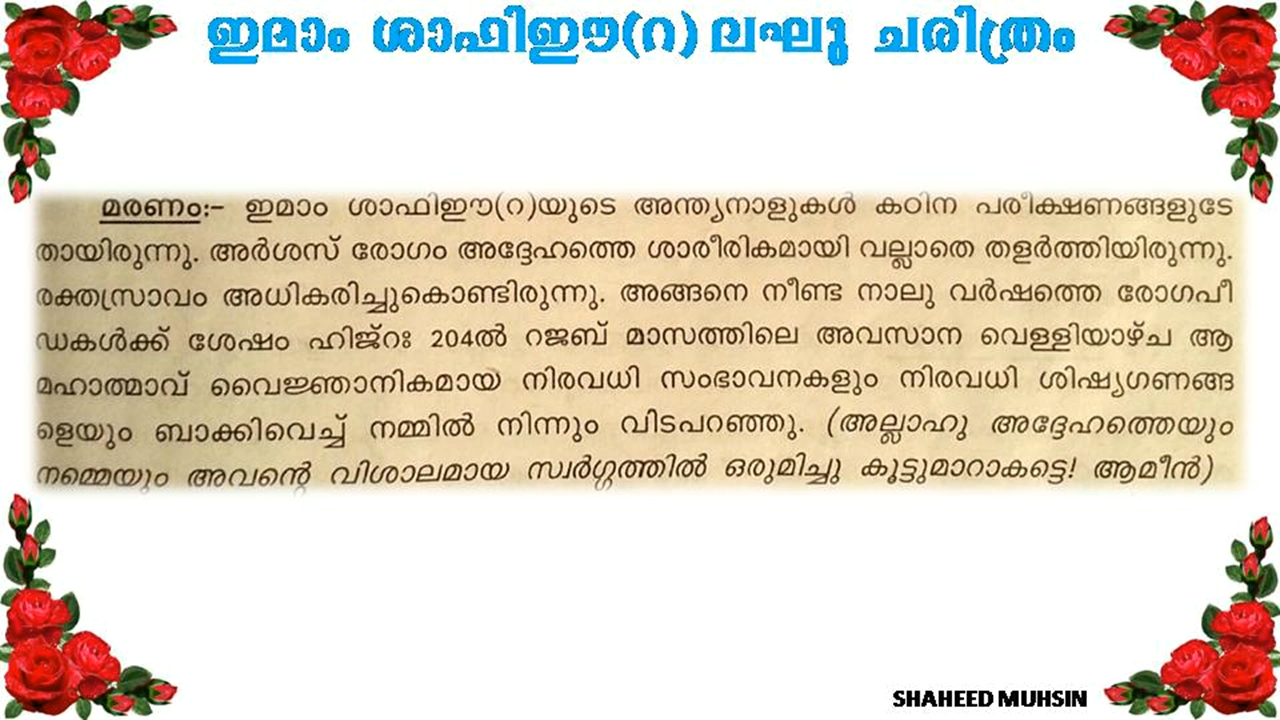 ഇമാം ശാഫിഈ(റ) ലഘു ചരിത്രം
മരണം:- ഇമാം ശാഫിഈ(റ)യുടെ അന്ത്യനാളുകൾ കഠിന പരീക്ഷണങ്ങളുടേ
തായിരുന്നു. അർശസ് രോഗം അദ്ദേഹത്തെ ശാരീരികമായി വല്ലാതെ തളർത്തിയിരുന്നു.
രക്തസ്രാവം അധികരിച്ചുകൊണ്ടിരുന്നു. അങ്ങനെ നീണ്ട നാലു വർഷത്തെ രോഗപീ
ഡകൾക്ക് ശേഷം ഹിജ്റഃ 204ൽ റജബ് മാസത്തിലെ അവസാന വെള്ളിയാഴ്ച ആ
മഹാത്മാവ് വൈജ്ഞാനികമായ നിരവധി സംഭാവനകളും നിരവധി ശിഷ്യഗണങ്ങ
ളെയും ബാക്കിവെച്ച് നമ്മിൽ നിന്നും വിടപറഞ്ഞു. (അല്ലാഹു അദ്ദേഹത്തെയും
നമ്മെയും അവന്റെ വിശാലമായ സ്വർഗ്ഗത്തിൽ ഒരുമിച്ചു കൂട്ടുമാറാകട്ടെ! ആമീൻ)
SHAHEED MUHSIN